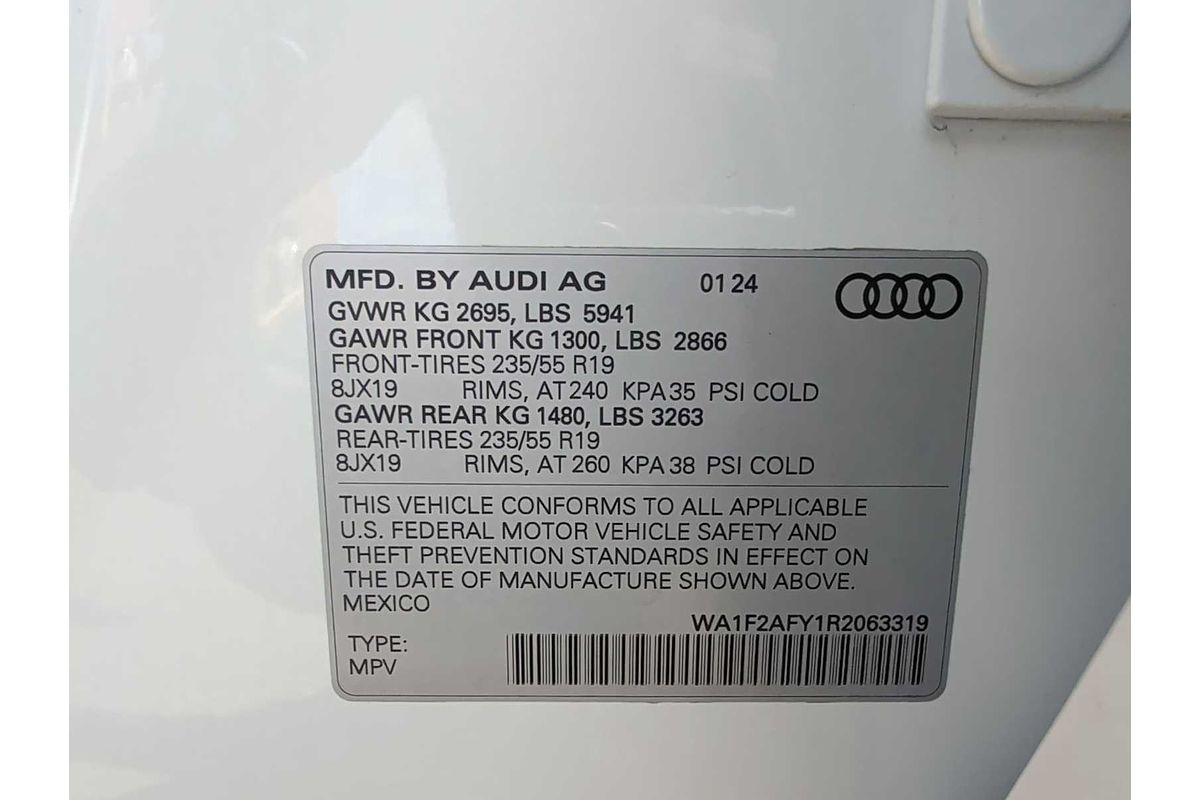 MFD. BY AUDI AG 01 24
GVWR KG 2695, LBS 5941
GAWR FRONT KG 1300, LBS 2866
FRONT-TIRES 235/55 R19
8JX19 RIMS, AT 240 KPA 35 PSI COLD
GAWR REAR KG 1480, LBS 3263
REAR-TIRES 235/55 R19
8JX19 RIMS, AT 260 KPA 38 PSI COLD
THIS VEHICLE CONFORMS TO ALL APPLICABLE
U.S. FEDERAL MOTOR VEHICLE SAFETY AND
THEFT PREVENTION STANDARDS IN EFFECT ON
THE DATE OF MANUFACTURE SHOWN ABOVE.
MEXICO
WA1F2AFY1R2063319
TYPE:
MPV